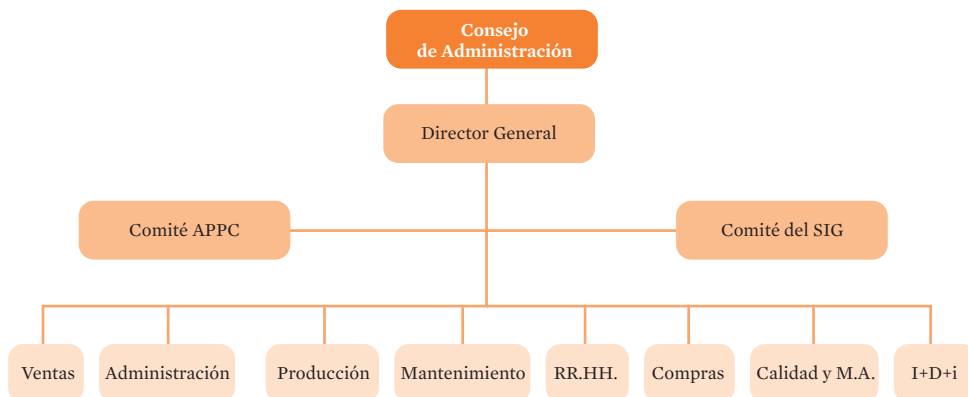 Consejo
de Administración
Director General
Comité APPC
Comité del SIG
Ventas
Administración
Producción
Mantenimiento
RR.HH.
Compras
Calidad y M.A.
I+D+i